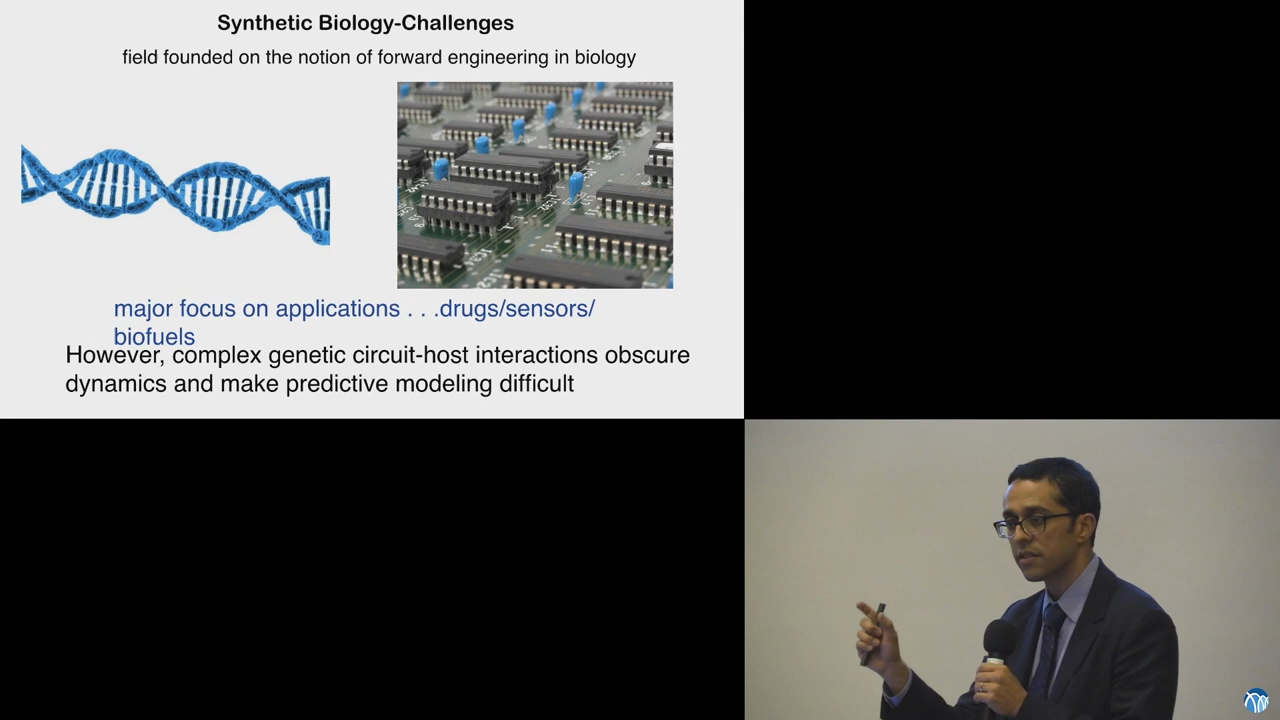 Synthetic Biology-Challenges
field founded on the notion of forward engineering in biology
major focus on applications . . .drugs/sensors/
biofuels
However, complex genetic circuit-host interactions obscure
dynamics and make predictive modeling difficult